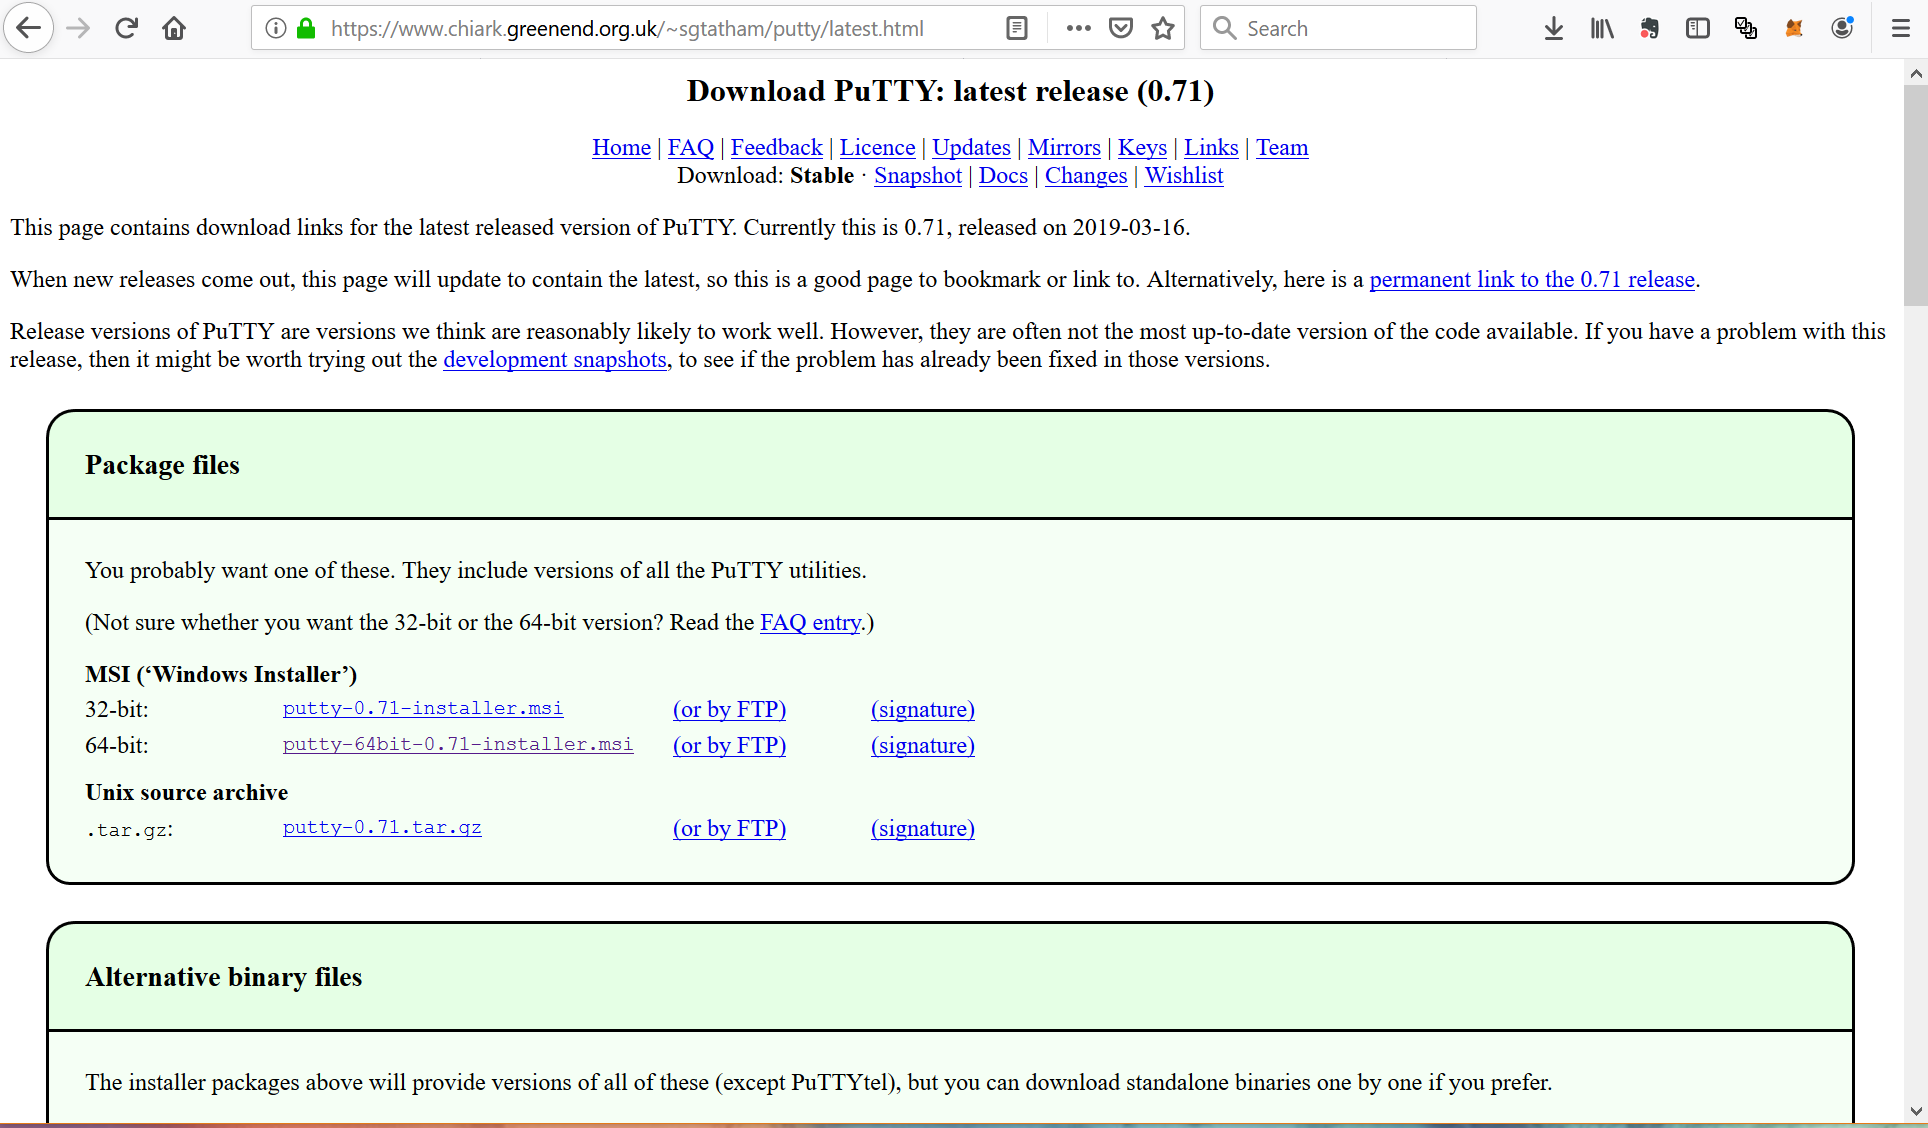 https://www.chiark.greenend.org.uk/~sgtatham/putty/latest.html
Search
Download PuTTY: latest release (0.71)
Home | FAQ | Feedback | Licence | Updates | Mirrors | Keys | Links | Team
Download: Stable · Snapshot | Docs | Changes | Wishlist
This page contains download links for the latest released version of PuTTY. Currently this is 0.71, released on 2019-03-16.
When new releases come out, this page will update to contain the latest, so this is a good page to bookmark or link to. Alternatively, here is a permanent link to the 0.71 release.
Release versions of PuTTY are versions we think are reasonably likely to work well. However, they are often not the most up-to-date version of the code available. If you have a problem with this
release, then it might be worth trying out the development snapshots, to see if the problem has already been fixed in those versions.
Package files
You probably want one of these. They include versions of all the PuTTY utilities.
(Not sure whether you want the 32-bit or the 64-bit version? Read the FAQ entry.)
MSI (‘Windows Installer’)
32-bit: putty-0.71-installer.msi (or by FTP) (signature)
64-bit: putty-64bit-0.71-installer.msi (or by FTP) (signature)
Unix source archive
.tar.gz: putty-0.71.tar.gz (or by FTP) (signature)
Alternative binary files
The installer packages above will provide versions of all of these (except PuTTYtel), but you can download standalone binaries one by one if you prefer.